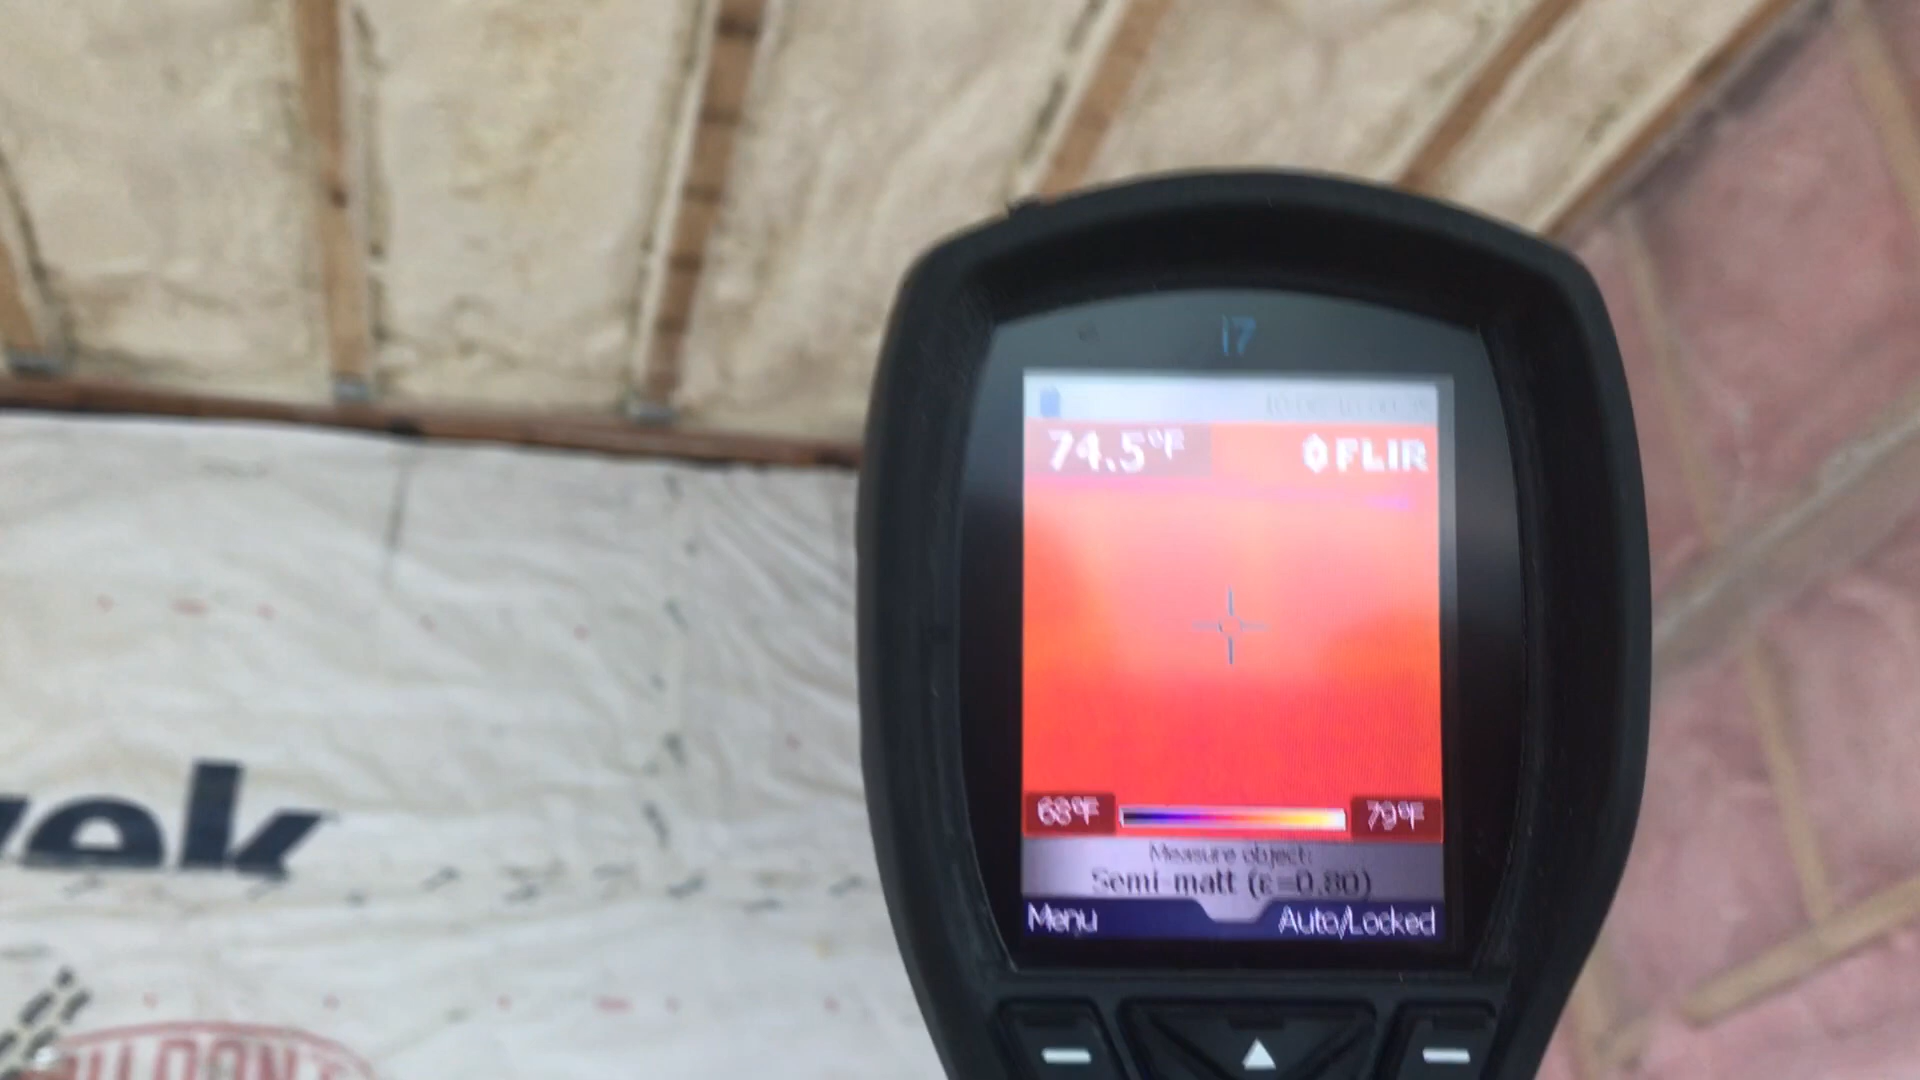 i7
74.5°F
FLIR
68°F
79°F
Measure object:
Semi-matt (ε=0.80)
Menu
Auto/Locked
vek